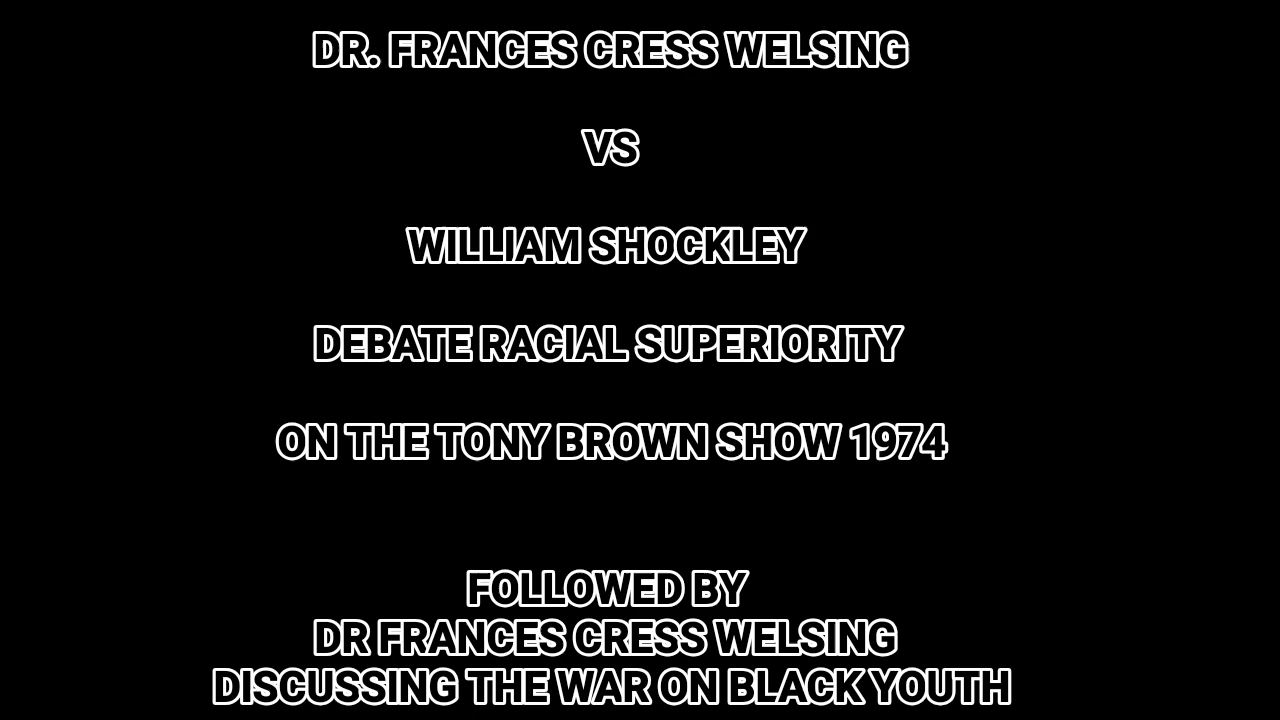 DR. FRANCES CRESS WELSING
VS
WILLIAM SHOCKLEY
DEBATE RACIAL SUPERIORITY
ON THE TONY BROWN SHOW 1974
FOLLOWED BY
DR FRANCES CRESS WELSING
DISCUSSING THE WAR ON BLACK YOUTH